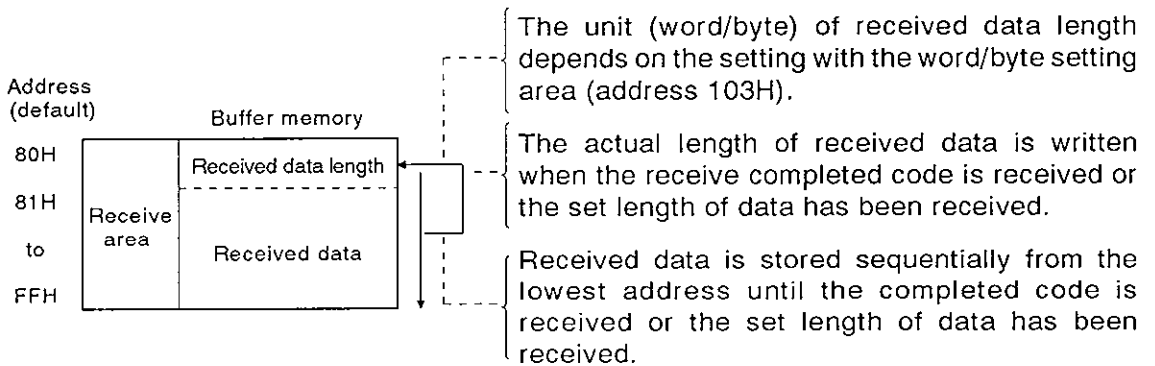 Address
(default)
Buffer memory
80H
81H
to
FFH
Receive
area
Received data length
Received data
The unit (word/byte) of received data length
depends on the setting with the word/byte setting
area (address 103H).
The actual length of received data is written
when the receive completed code is received or
the set length of data has been received.
Received data is stored sequentially from the
lowest address until the completed code is
received or the set length of data has been
received.